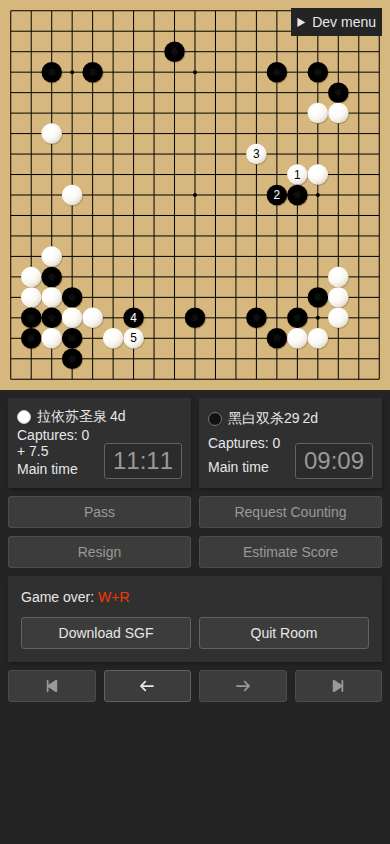 ▶ Dev menu
3
1
2
4
5
拉依苏圣泉 4d
Captures: 0
+ 7.5
Main time
11:11
黑白双杀29 2d
Captures: 0
Main time
09:09
Pass
Request Counting
Resign
Estimate Score
Game over: W+R
Download SGF
Quit Room